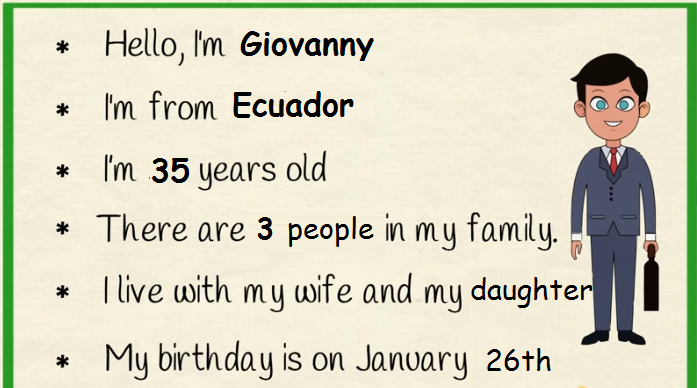 * Hello, I'm Giovanny
* I'm from Ecuador
* I'm 35 years old
* There are 3 people in my family.
* I live with my wife and my daughter
* My birthday is on January 26th